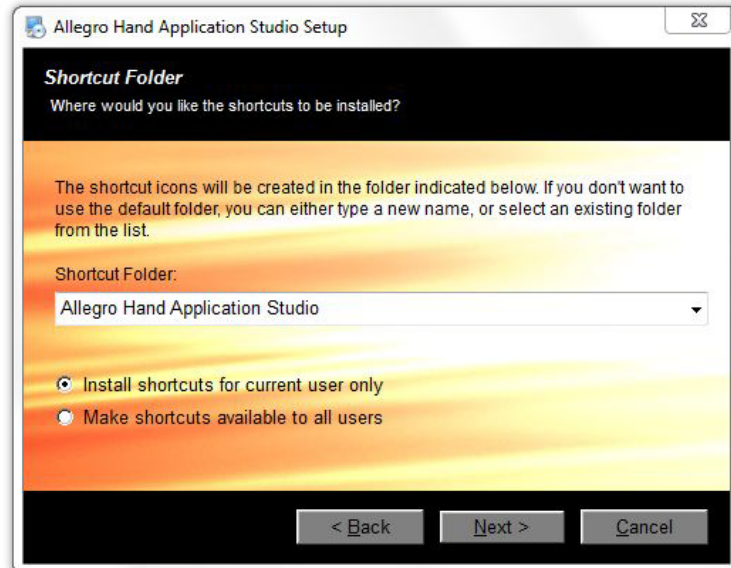 Allegro Hand Application Studio Setup
Shortcut Folder
Where would you like the shortcuts to be installed?
The shortcut icons will be created in the folder indicated below. If you don't want to
use the default folder, you can either type a new name, or select an existing folder
from the list.
Shortcut Folder:
Allegro Hand Application Studio
Install shortcuts for current user only
Make shortcuts available to all users
< Back Next > Cancel